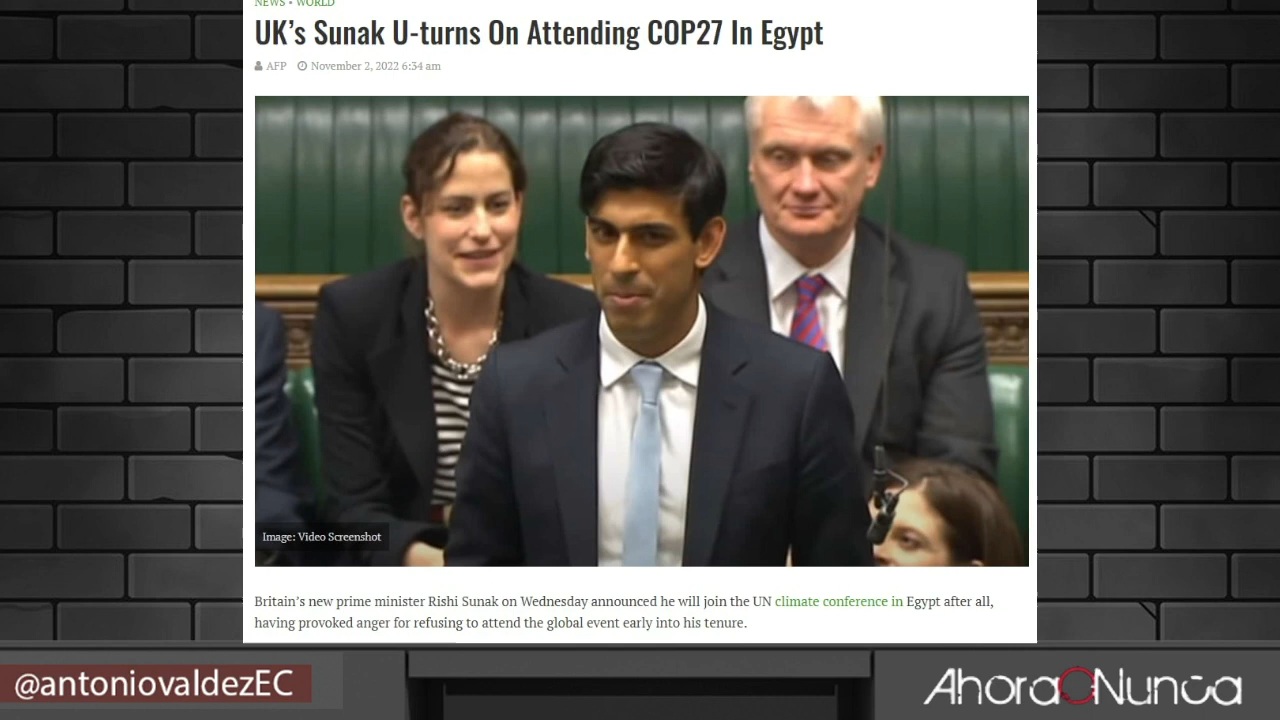 NEWS • WORLD
UK’s Sunak U-turns On Attending COP27 In Egypt
AFP November 2, 2022 6:34 am
Image: Video Screenshot
Britain’s new prime minister Rishi Sunak on Wednesday announced he will join the UN climate conference in Egypt after all,
having provoked anger for refusing to attend the global event early into his tenure.
@antoniovaldezEC
AhoraONunca